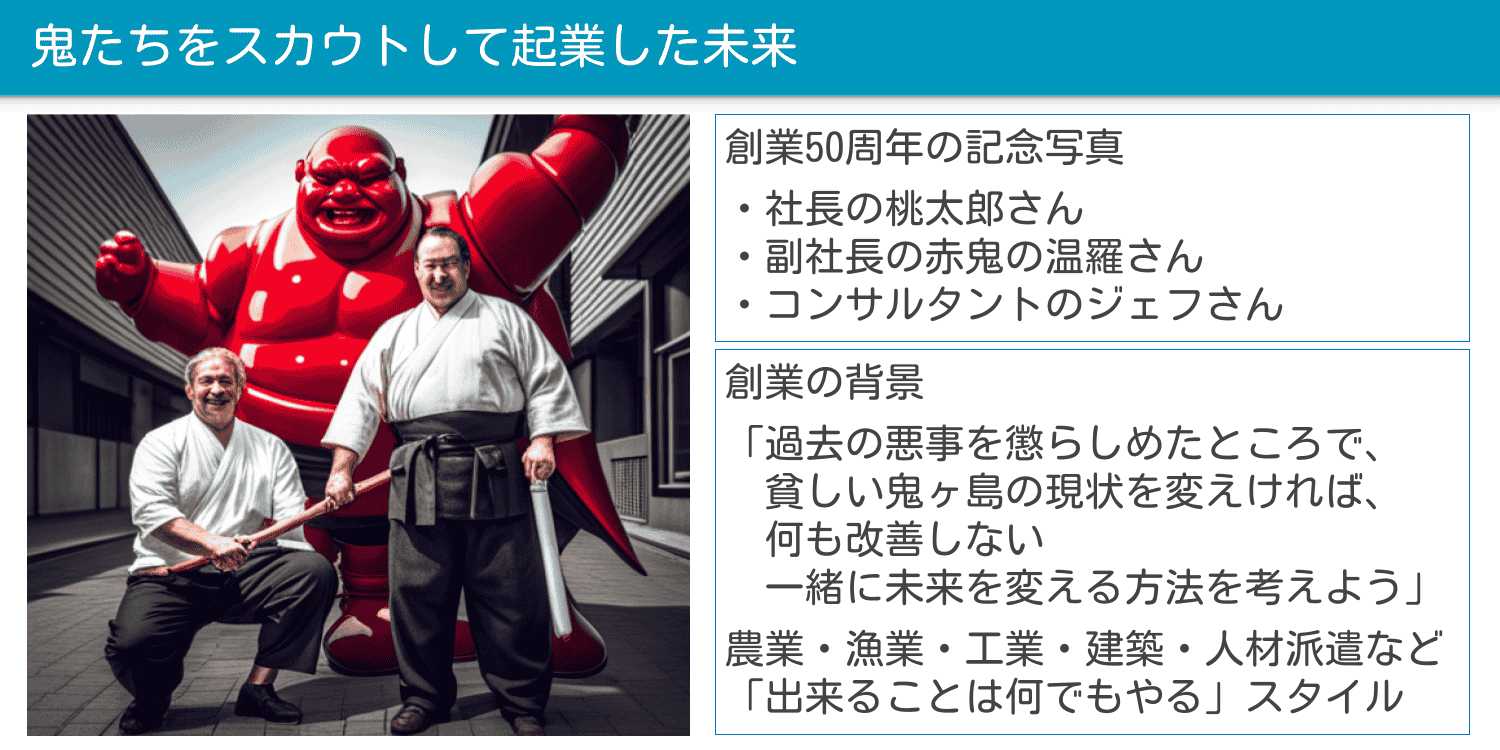 鬼たちをスカウトして起業した未来
創業50周年の記念写真
・社長の桃太郎さん
・副社長の赤鬼の温羅さん
・コンサルタントのジェフさん
創業の背景
「過去の悪事を懲らしめたところで、
貧しい鬼ヶ島の現状を変えければ、
何も改善しない
一緒に未来を変える方法を考えよう」
農業・漁業・工業・建築・人材派遣など
「出来ることは何でもやる」スタイル